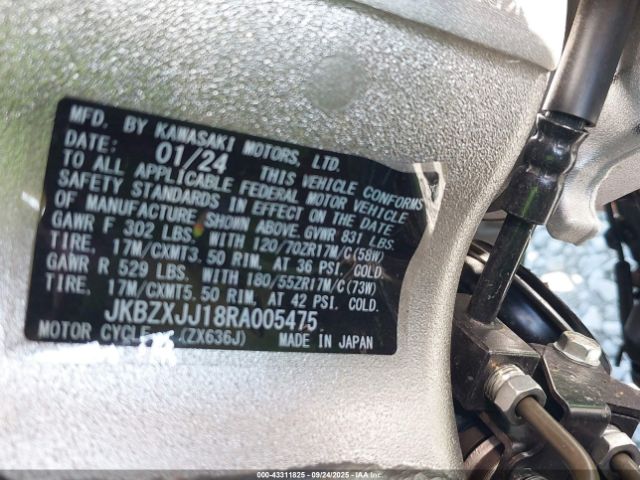 MFD. BY KAWASAKI MOTORS, LTD.
DATE: 01/24 THIS VEHICLE CONFORMS
TO ALL APPLICABLE FEDERAL MOTOR VEHICLE
SAFETY STANDARDS IN EFFECT ON THE DATE
OF MANUFACTURE SHOWN ABOVE. GVWR 831 LBS.
GAWR F 302 LBS. WITH 120/70ZR17M/C(58W)
TIRE, 17M/CXMT3.50 RIM. AT 36 PSI. COLD
GAWR R 529 LBS. WITH 180/55ZR17M/C(73W)
TIRE, 17M/CXMT5.50 RIM. AT 42 PSI. COLD.
JKBZXJJ18RA005475
MOTOR CYCLE (ZX636J) MADE IN JAPAN
© IAA 000-43311825 - 09/24/2025 - IAA HOLDINGS, LLC